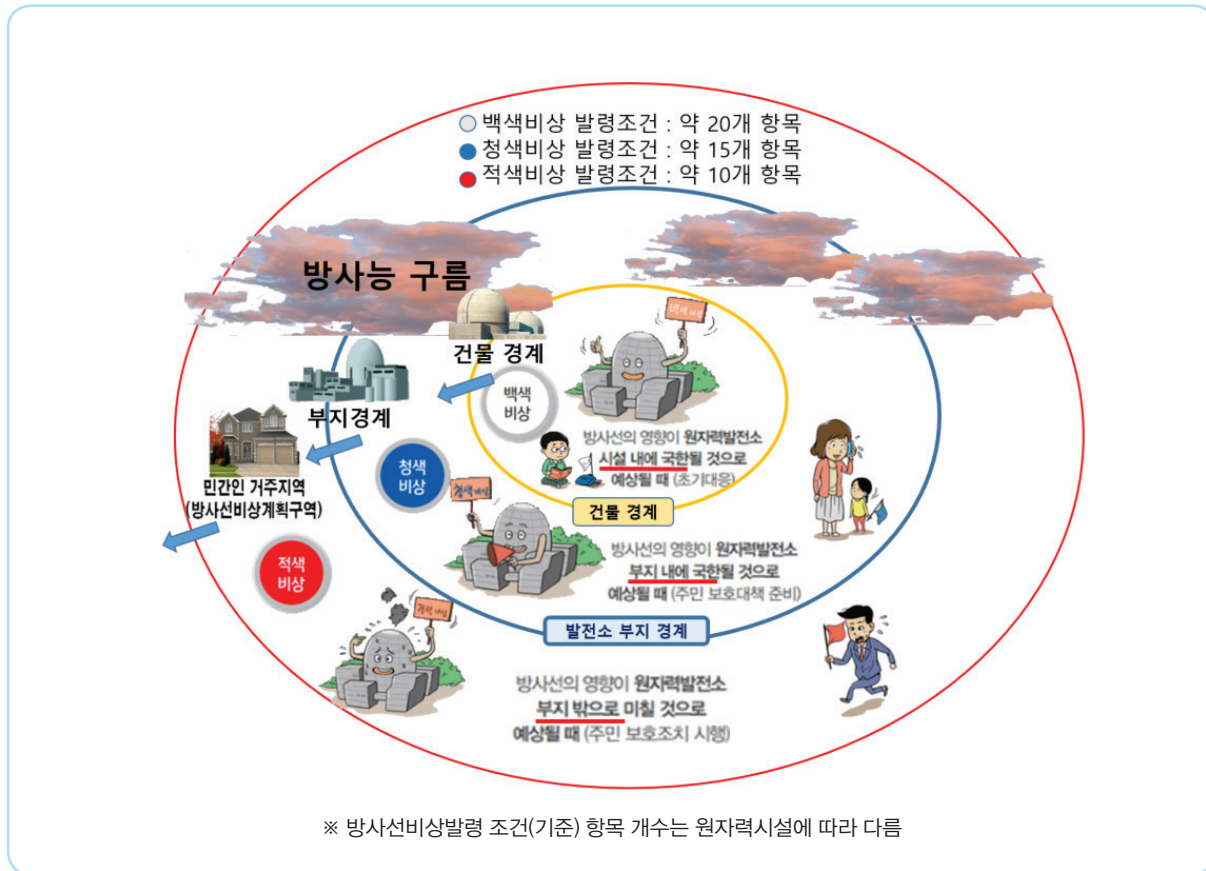 백색비상 발령조건 : 약 20개 항목
청색비상 발령조건 : 약 15개 항목
적색비상 발령조건 : 약 10개 항목
방사능 구름
건물 경계
백색비상
백색
비상
방사선의 영향이 원자력발전소
시설 내에 국한될 것으로
예상될 때 (초기대응)
건물 경계
부지경계
청색
비상
청색비상
방사선의 영향이 원자력발전소
부지 내에 국한될 것으로
예상될 때 (주민 보호대책 준비)
발전소 부지 경계
민간인 거주지역
(방사선비상계획구역)
적색
비상
방사선의 영향이 원자력발전소
부지 밖으로 미칠 것으로
예상될 때 (주민 보호조치 시행)
※ 방사선비상발령 조건(기준) 항목 개수는 원자력시설에 따라 다름